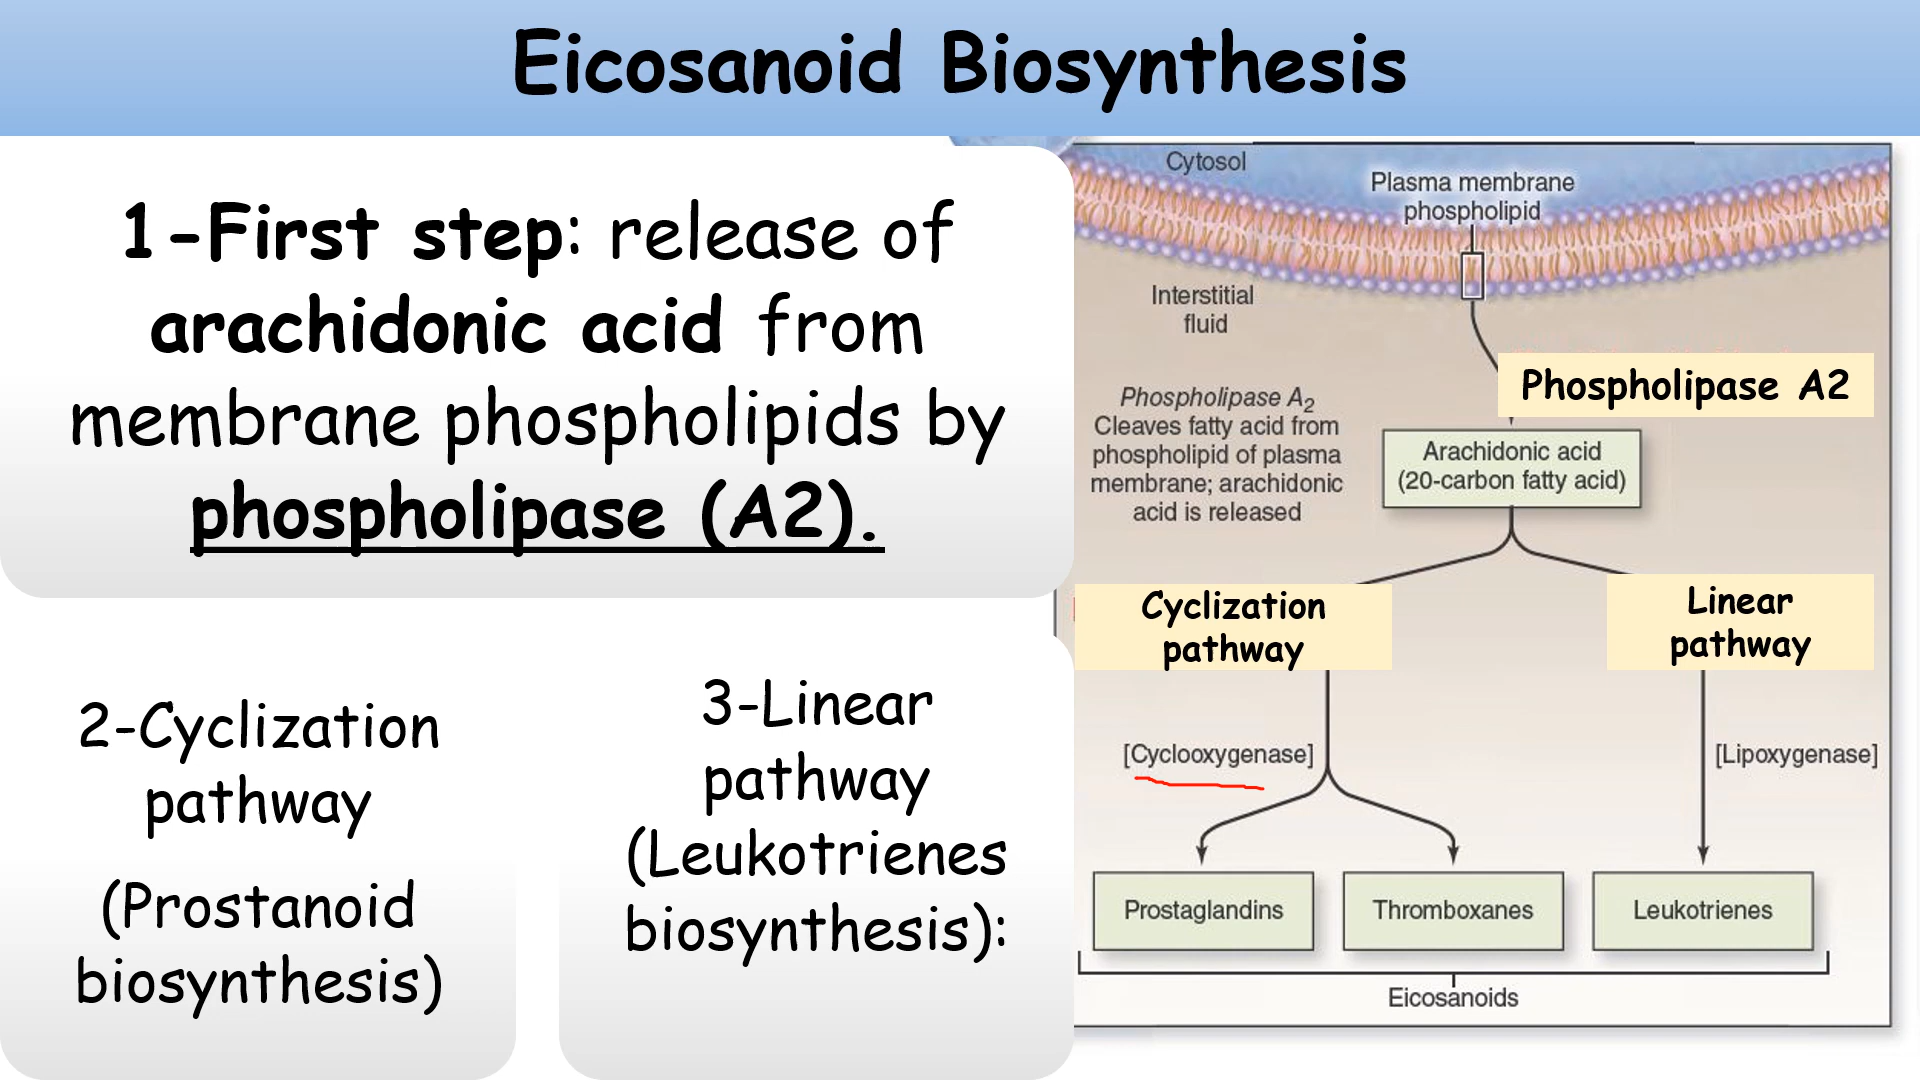 Eicosanoid Biosynthesis
1-First step: release of
arachidonic acid from
membrane phospholipids by
phospholipase (A2).
2-Cyclization
pathway
(Prostanoid
biosynthesis)
3-Linear
pathway
(Leukotrienes
biosynthesis):
Cytosol
Plasma membrane
phospholipid
Interstitial
fluid
Phospholipase A2
Phospholipase A2
Cleaves fatty acid from
phospholipid of plasma
membrane; arachidonic
acid is released
Arachidonic acid
(20-carbon fatty acid)
Cyclization
pathway
Linear
pathway
[Cyclooxygenase]
[Lipoxygenase]
Prostaglandins
Thromboxanes
Leukotrienes
Eicosanoids